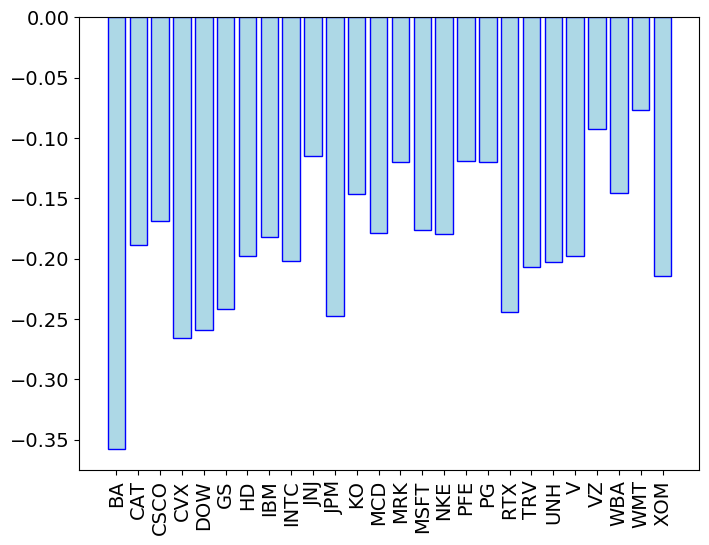 0.00
−0.05
−0.10
−0.15
−0.20
−0.25
−0.30
−0.35
BA
CAT
CSCO
CVX
DOW
GS
HD
IBM
INTC
JNJ
JPM
KO
MCD
MRK
MSFT
NKE
PFE
PG
RTX
TRV
UNH
V
VZ
WBA
WMT
XOM